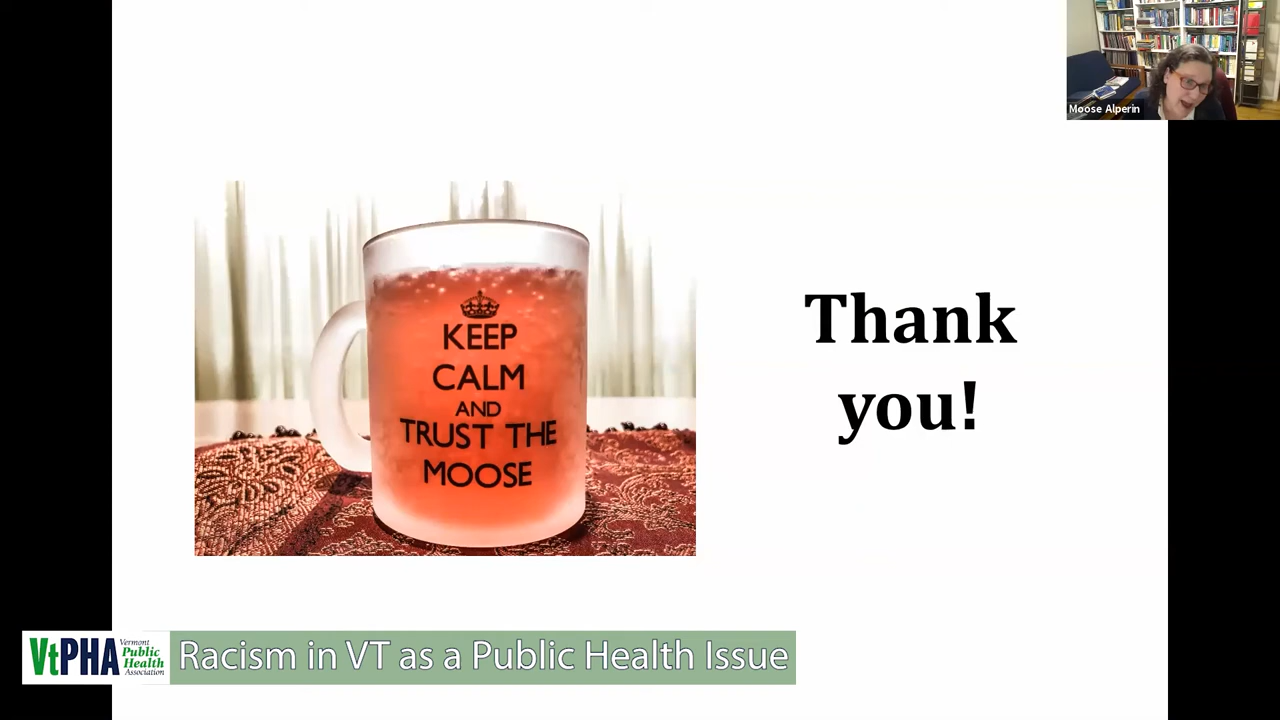 Moose Alperin
KEEP
CALM
AND
TRUST THE
MOOSE
Thank
you!
VtPHA
Vermont
Public
Health
Association
Racism in VT as a Public Health Issue